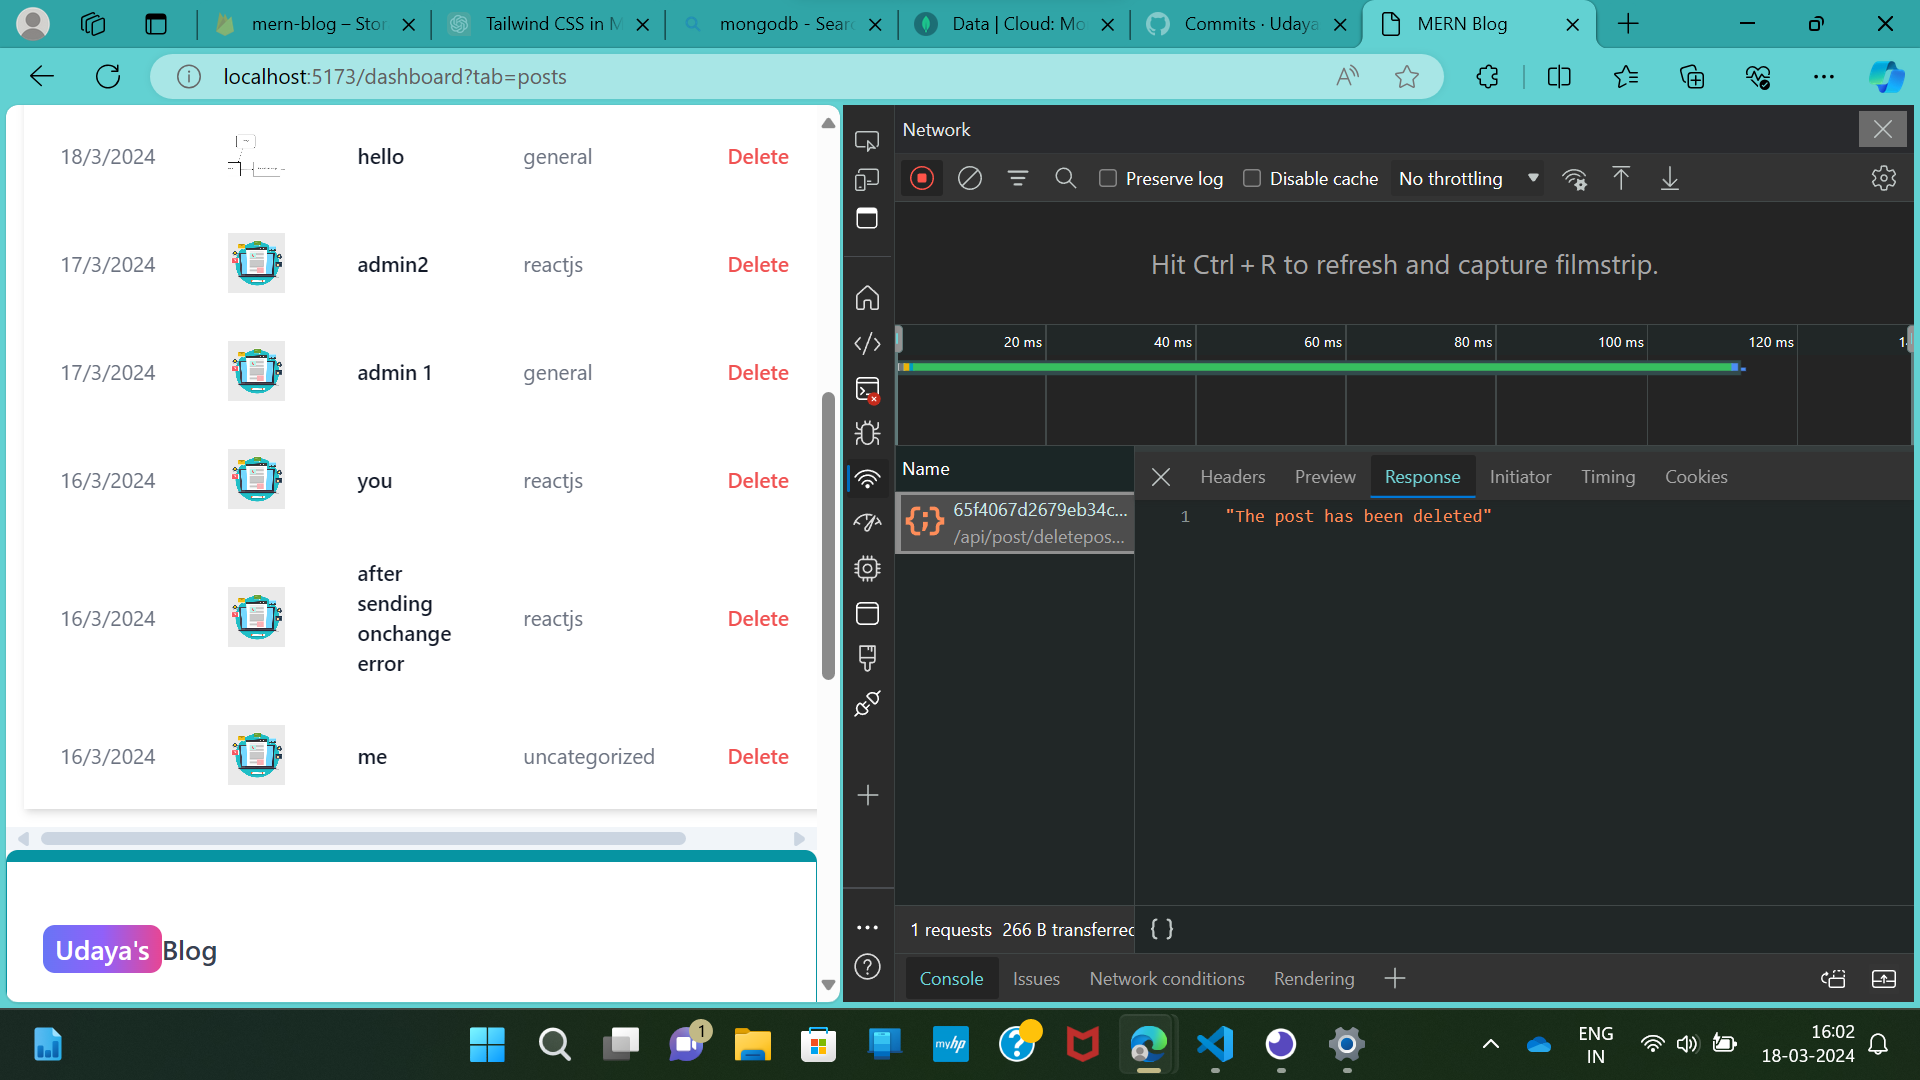 mern-blog – Stor
Tailwind CSS in M
mongodb - Searc
Data | Cloud: Mo
Commits · Udaya
MERN Blog
localhost:5173/dashboard?tab=posts
18/3/2024 hello general Delete
17/3/2024 admin2 reactjs Delete
17/3/2024 admin 1 general Delete
16/3/2024 you reactjs Delete
16/3/2024 after sending onchange error reactjs Delete
16/3/2024 me uncategorized Delete
Udaya's Blog
Network
Preserve log Disable cache No throttling
Hit Ctrl + R to refresh and capture filmstrip.
20 ms 40 ms 60 ms 80 ms 100 ms 120 ms 1
Name
Headers Preview Response Initiator Timing Cookies
65f4067d2679eb34c...
/api/post/deletepos...
1 "The post has been deleted"
1 requests 266 B transferred
{ }
Console Issues Network conditions Rendering
1
myhp
ENG
IN
16:02
18-03-2024